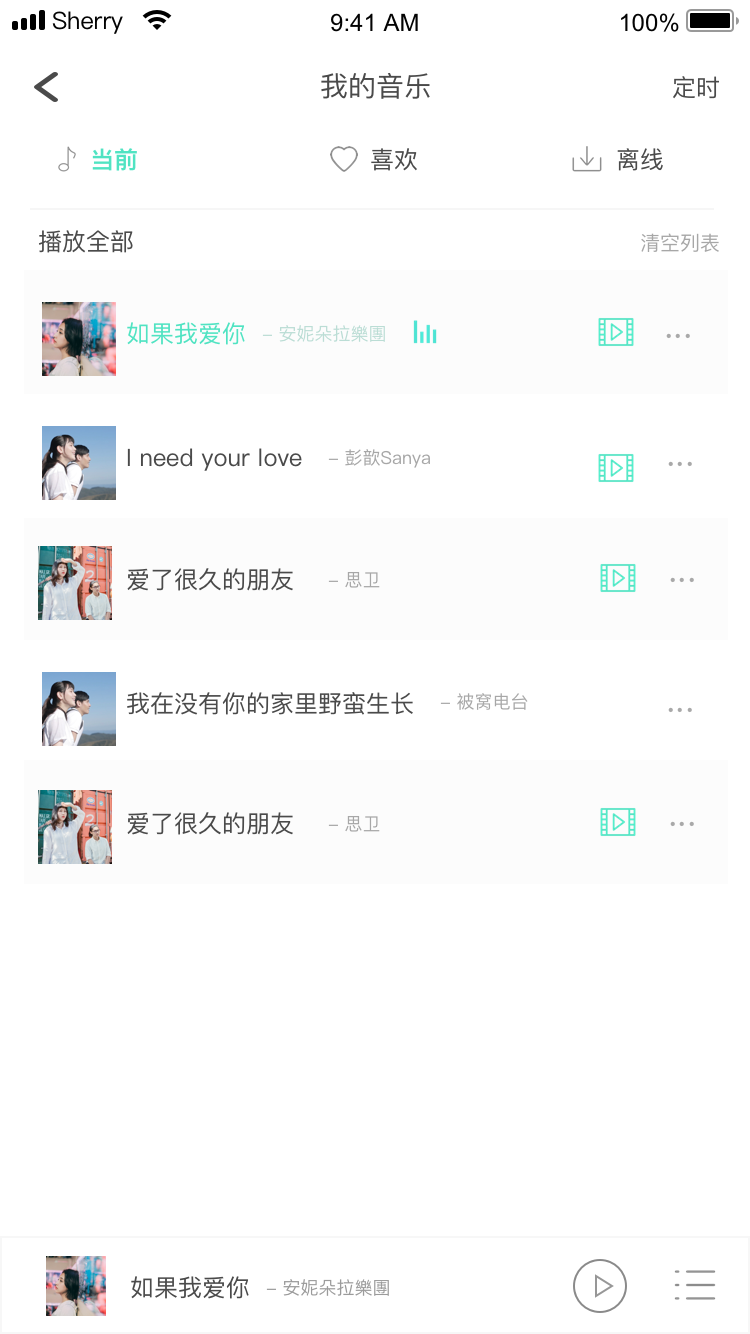 Sherry 9:41 AM 100%
我的音乐 定时
当前 喜欢 离线
播放全部 清空列表
如果我爱你 – 安妮朵拉樂團
I need your love – 彭歆Sanya
爱了很久的朋友 – 思卫
我在没有你的家里野蛮生长 – 被窝电台
爱了很久的朋友 – 思卫
如果我爱你 – 安妮朵拉樂團